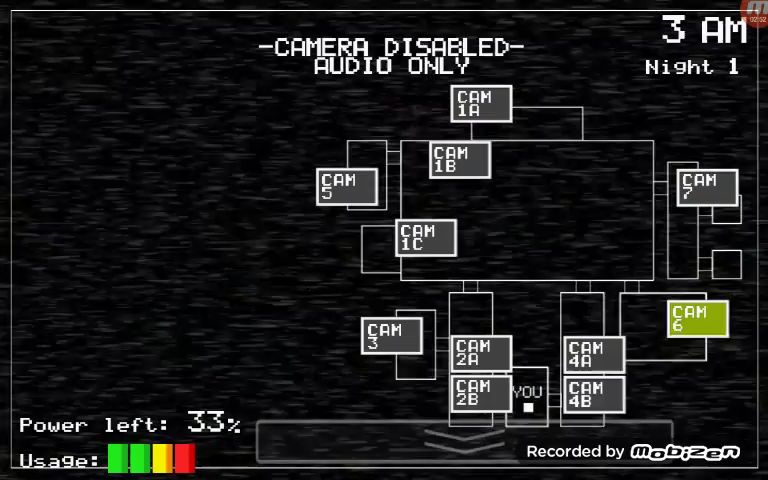 3 AM
02:52
Night 1
-CAMERA DISABLED-
AUDIO ONLY
CAM
1A
CAM
1B
CAM
5
CAM
7
CAM
1C
CAM
6
CAM
3
CAM
2A
CAM
4A
CAM
2B
YOU
CAM
4B
Power left: 33%
Usage:
Recorded by Mobizen